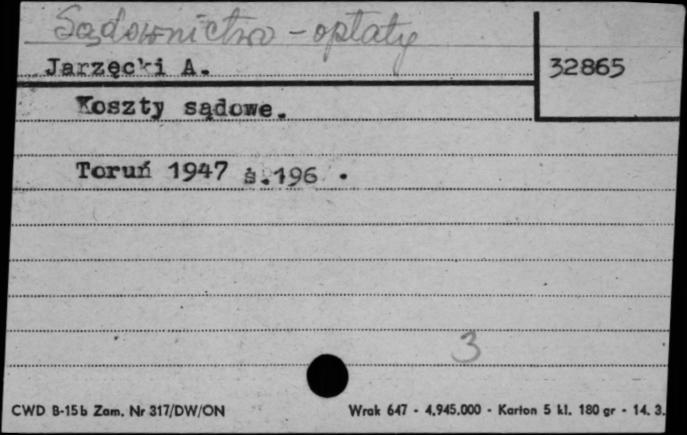 Sądownictwo - opłaty
Jarzęcki A.
32865
Koszty sądowe.
Toruń 1947 s.196 .
3
CWD B-15b Zam. Nr 317/DW/ON
Wrak 647 - 4,945.000 - Karton 5 kl. 180 gr - 14. 3.